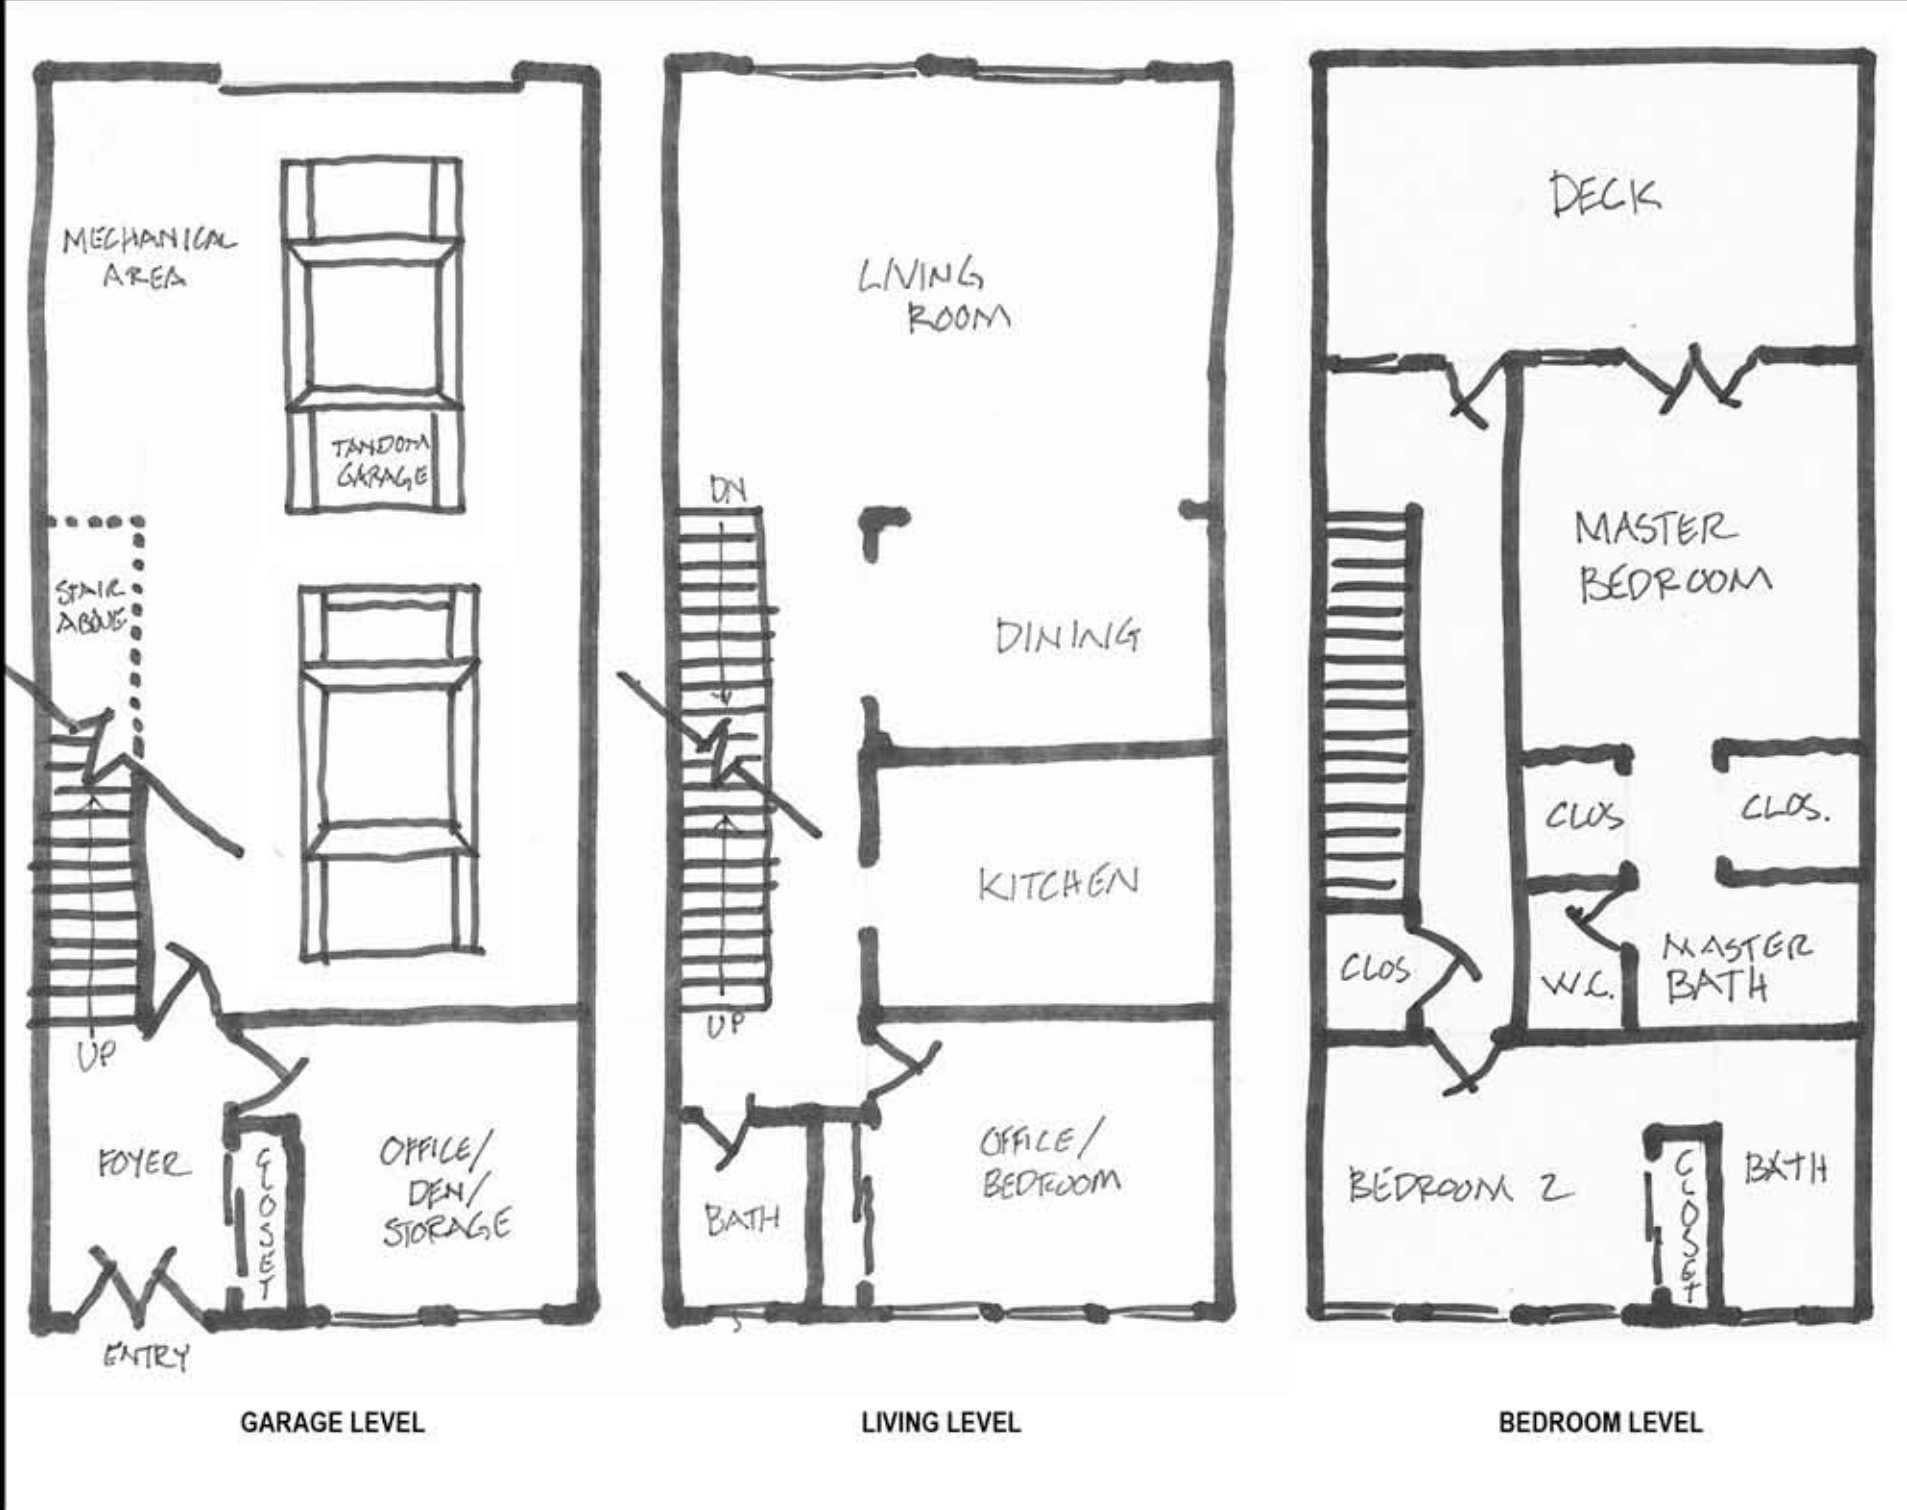 MECHANICAL
AREA
TANDOM
GARAGE
STAIR
ABOVE
UP
FOYER
CLOSET
OFFICE/
DEN/
STORAGE
ENTRY
GARAGE LEVEL
LIVING
ROOM
DN
DINING
KITCHEN
UP
OFFICE/
BEDROOM
BATH
LIVING LEVEL
DECK
MASTER
BEDROOM
CLOS
CLOS.
CLOS
W.C.
MASTER
BATH
BEDROOM 2
CLOSET
BATH
BEDROOM LEVEL